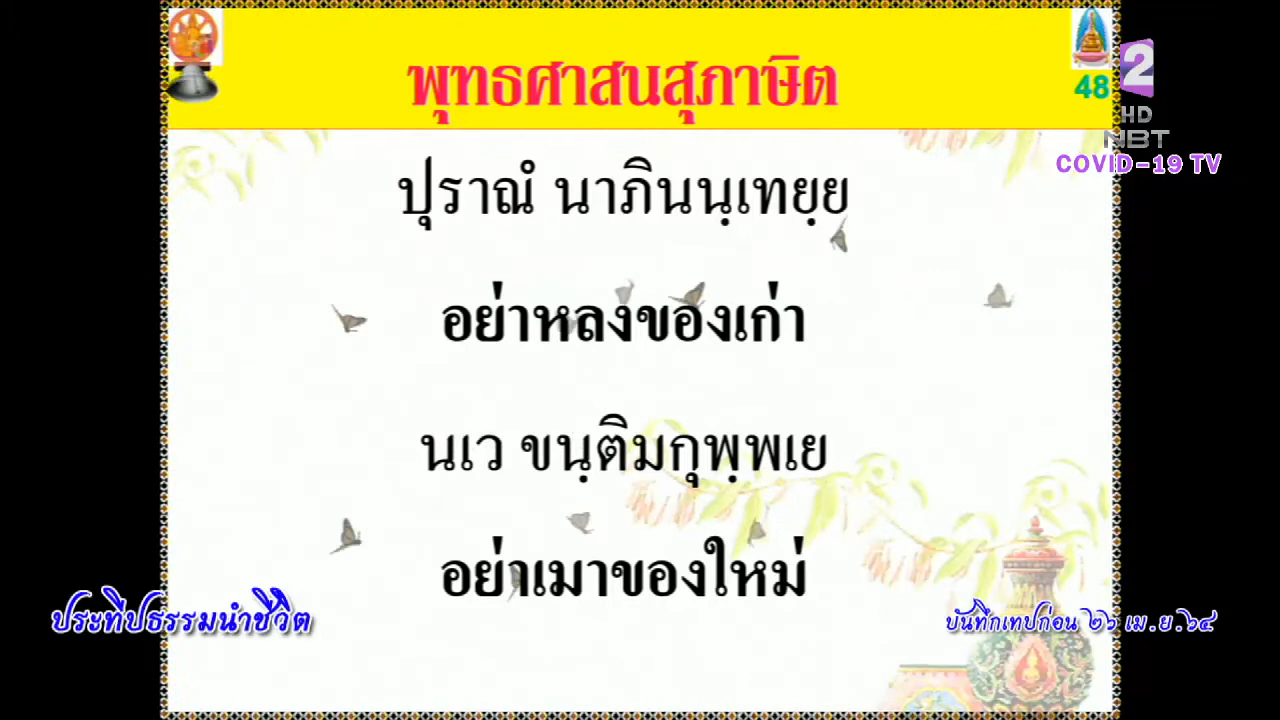 พุทธศาสนสุภาษิต
48
2
HD
NBT
COVID-19 TV
ปุราณํ นาภินนฺเทยฺย
อย่าหลงของเก่า
นเว ขนฺติมกุพฺพเย
อย่าเมาของใหม่
ประทีปธรรมนำชีวิต
บันทึกเทปก่อน ๒๖ เม.ย.๖๔